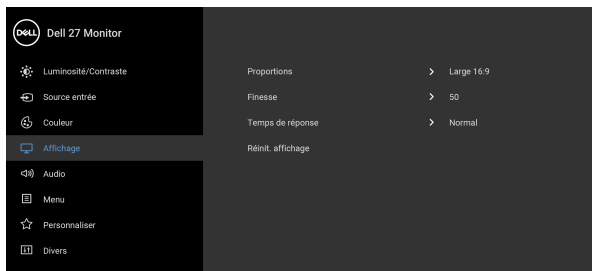 DELL Dell 27 Monitor
Luminosité/Contraste
Source entrée
Couleur
Affichage
Audio
Menu
Personnaliser
Divers
Proportions > Large 16:9
Finesse > 50
Temps de réponse > Normal
Réinit. affichage